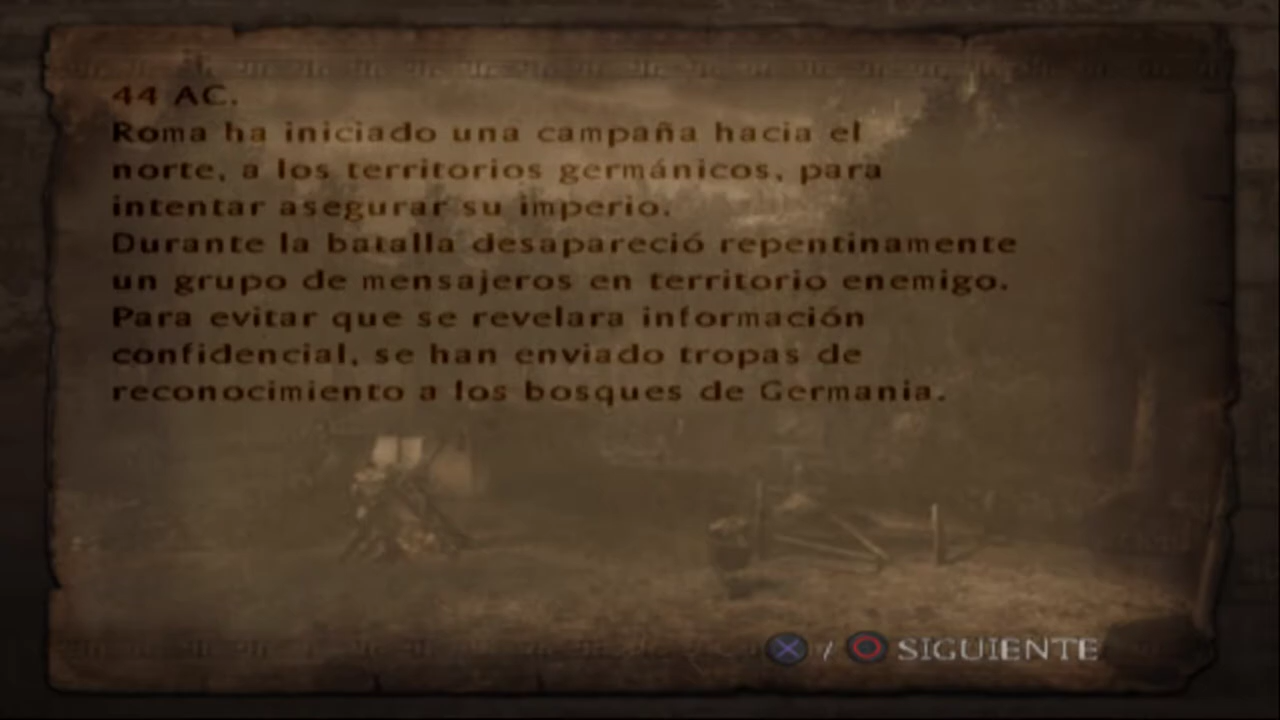 44 AC.
Roma ha iniciado una campaña hacia el
norte, a los territorios germánicos, para
intentar asegurar su imperio.
Durante la batalla desapareció repentinamente
un grupo de mensajeros en territorio enemigo.
Para evitar que se revelara información
confidencial, se han enviado tropas de
reconocimiento a los bosques de Germania.
/ SIGUIENTE